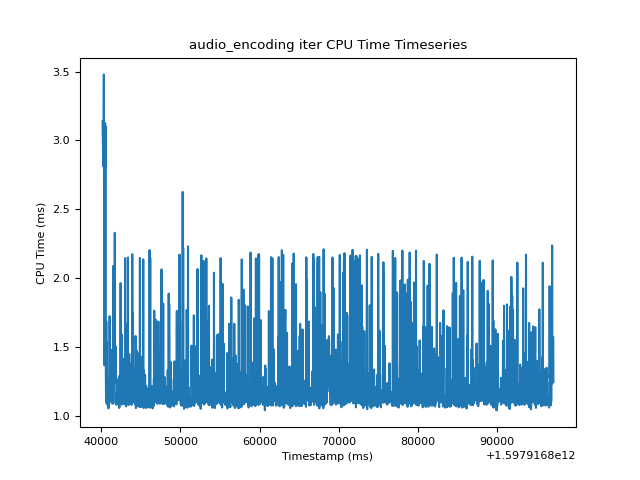 audio_encoding iter CPU Time Timeseries
3.5
3.0
2.5
2.0
1.5
1.0
CPU Time (ms)
40000 50000 60000 70000 80000 90000
Timestamp (ms)
+1.5979168e12